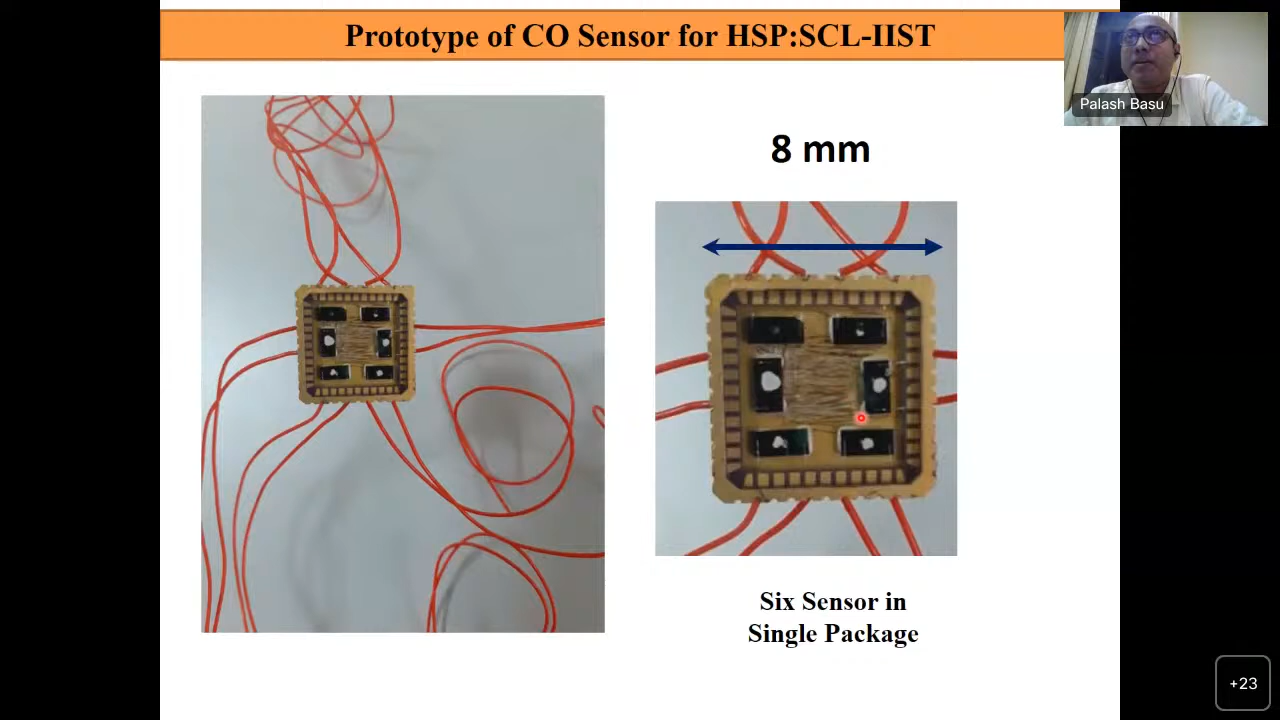 Prototype of CO Sensor for HSP:SCL-IIST
Palash Basu
8 mm
Six Sensor in
Single Package
+23